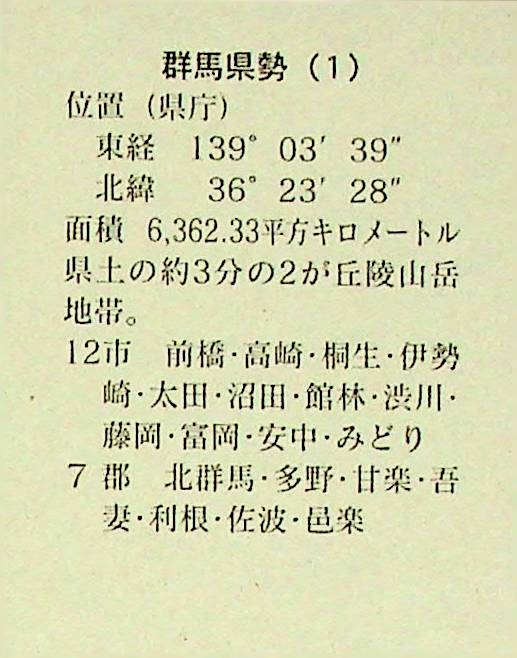 群馬県勢（1）
位置（県庁）
東経　139°03′39″
北緯　36°23′28″
面積　6,362.33平方キロメートル
県土の約3分の2が丘陵山岳
地帯。
12市　前橋・高崎・桐生・伊勢
崎・太田・沼田・館林・渋川・
藤岡・富岡・安中・みどり
7郡　北群馬・多野・甘楽・吾
妻・利根・佐波・邑楽